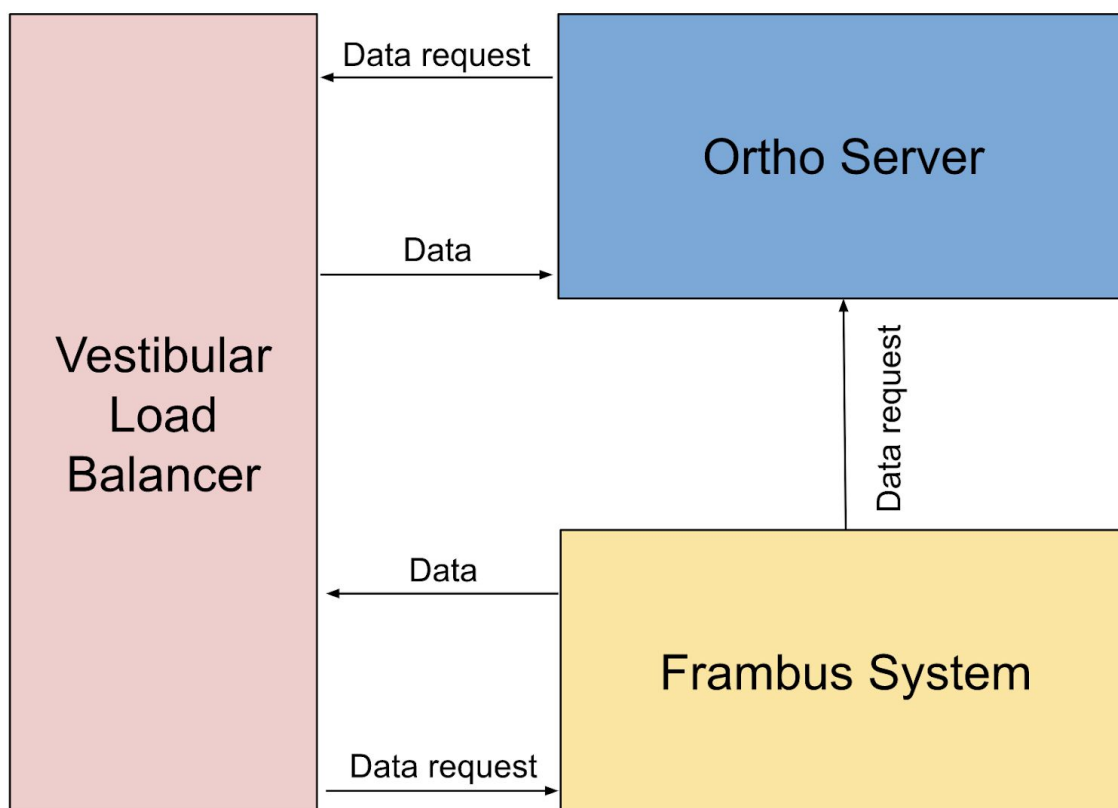 Data request
Ortho Server
Data
Vestibular
Load
Balancer
Data request
Data
Frambus System
Data request